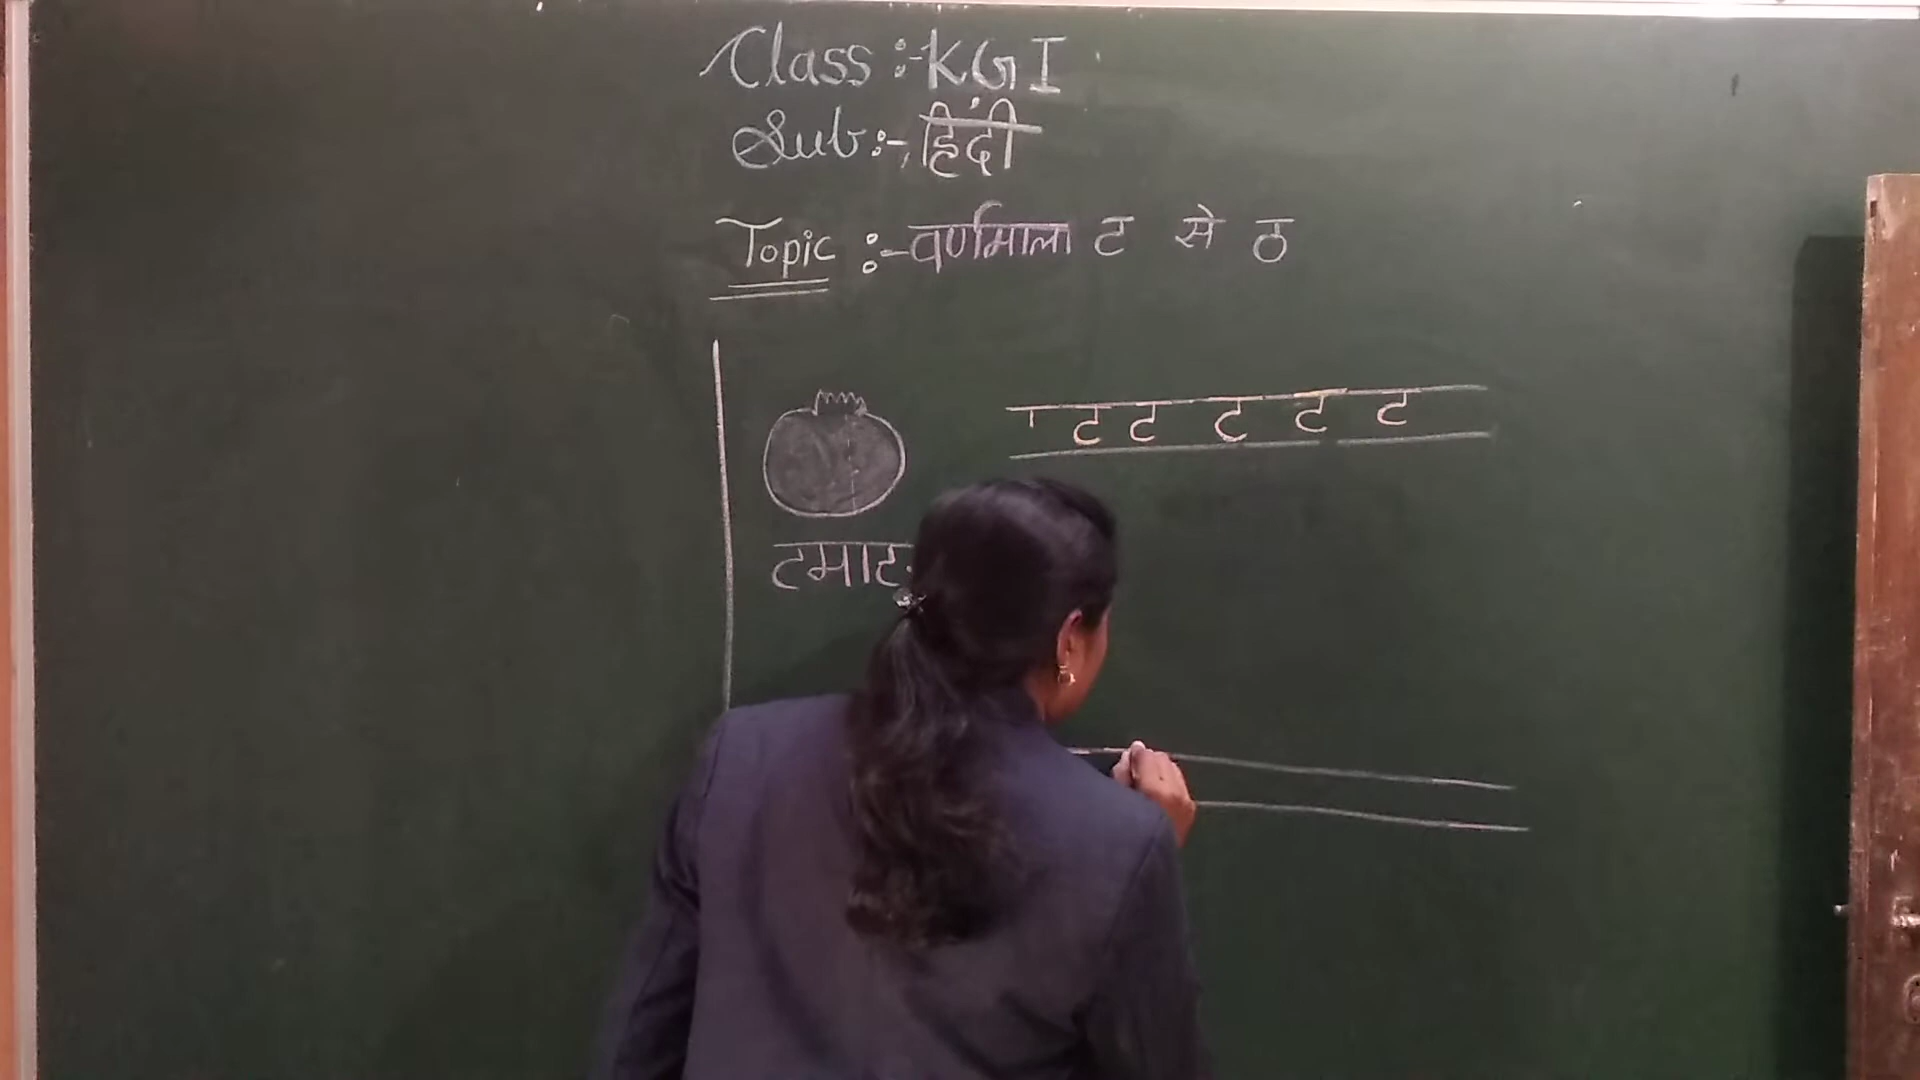 Class :- KG I
Sub :- हिंदी
Topic :- वर्णमाला ट से ठ
ट ट ट ट ट